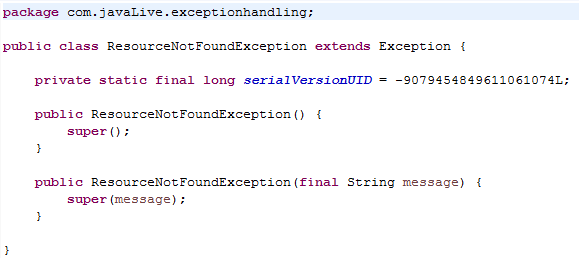 package com.javaLive.exceptionhandling;
public class ResourceNotFoundException extends Exception {
private static final long serialVersionUID = -9079454849611061074L;
public ResourceNotFoundException() {
super();
}
public ResourceNotFoundException(final String message) {
super(message);
}
}